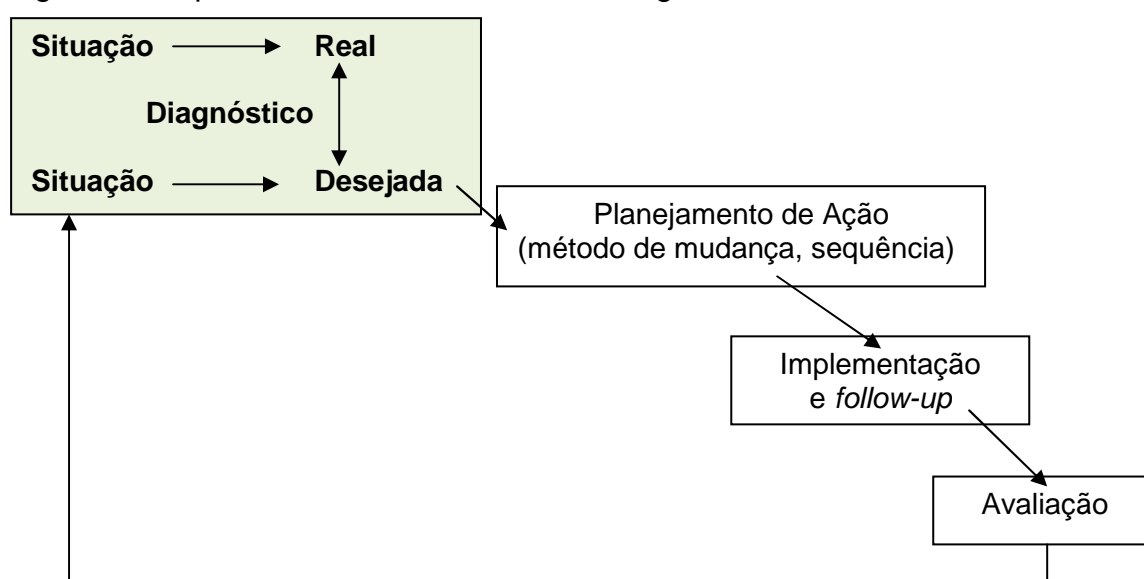 Situação Real
Diagnóstico
Situação Desejada
Planejamento de Ação
(método de mudança, sequência)
Implementação
e follow-up
Avaliação